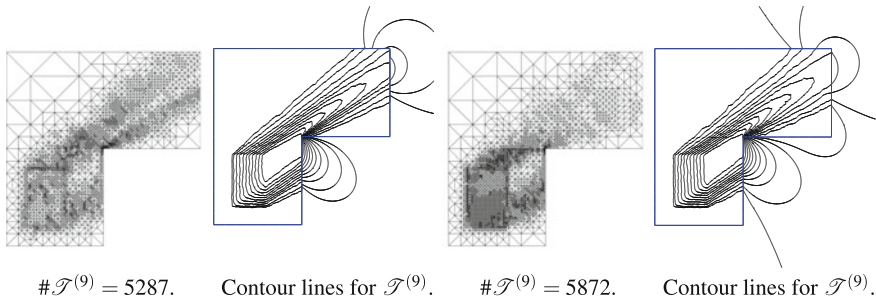 #𝒯⁽⁹⁾ = 5287. Contour lines for 𝒯⁽⁹⁾. #𝒯⁽⁹⁾ = 5872. Contour lines for 𝒯⁽⁹⁾.